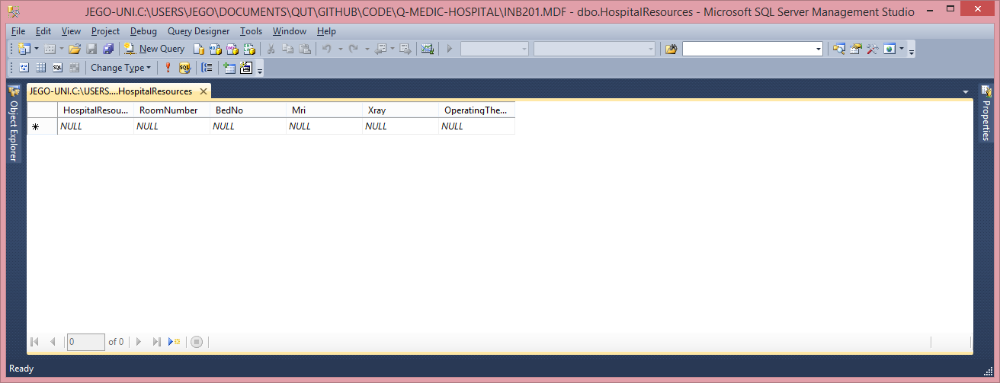 JEGO-UNI.C:\USERS\JEGO\DOCUMENTS\QUT\GITHUB\CODE\Q-MEDIC-HOSPITAL\INB201.MDF - dbo.HospitalResources - Microsoft SQL Server Management Studio
File Edit View Project Debug Query Designer Tools Window Help
New Query
SQL Change Type SQL
JEGO-UNI.C:\USERS....HospitalResources
Object Explorer
Properties
HospitalResou... RoomNumber BedNo Mri Xray OperatingThe...
NULL NULL NULL NULL NULL NULL
0 of 0
Ready